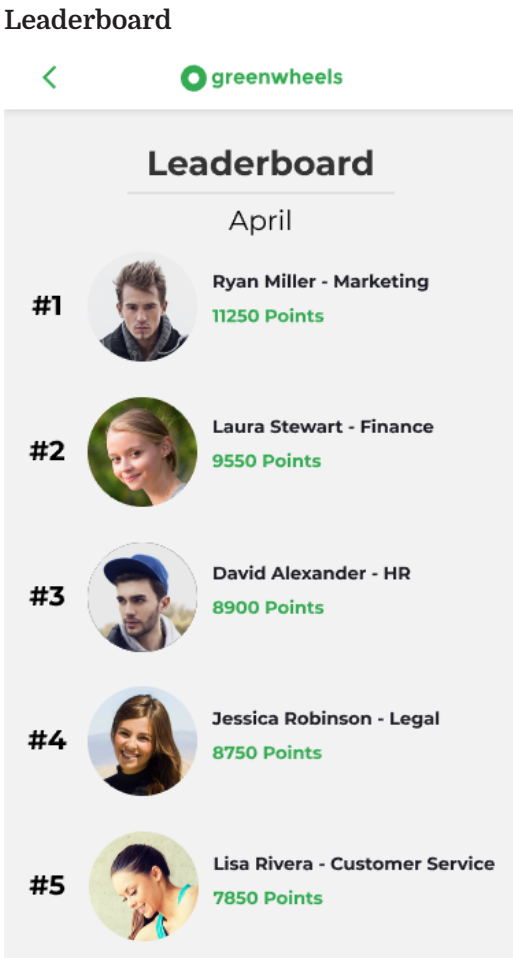 Leaderboard
greenwheels
Leaderboard
April
#1
Ryan Miller - Marketing
11250 Points
#2
Laura Stewart - Finance
9550 Points
#3
David Alexander - HR
8900 Points
#4
Jessica Robinson - Legal
8750 Points
#5
Lisa Rivera - Customer Service
7850 Points